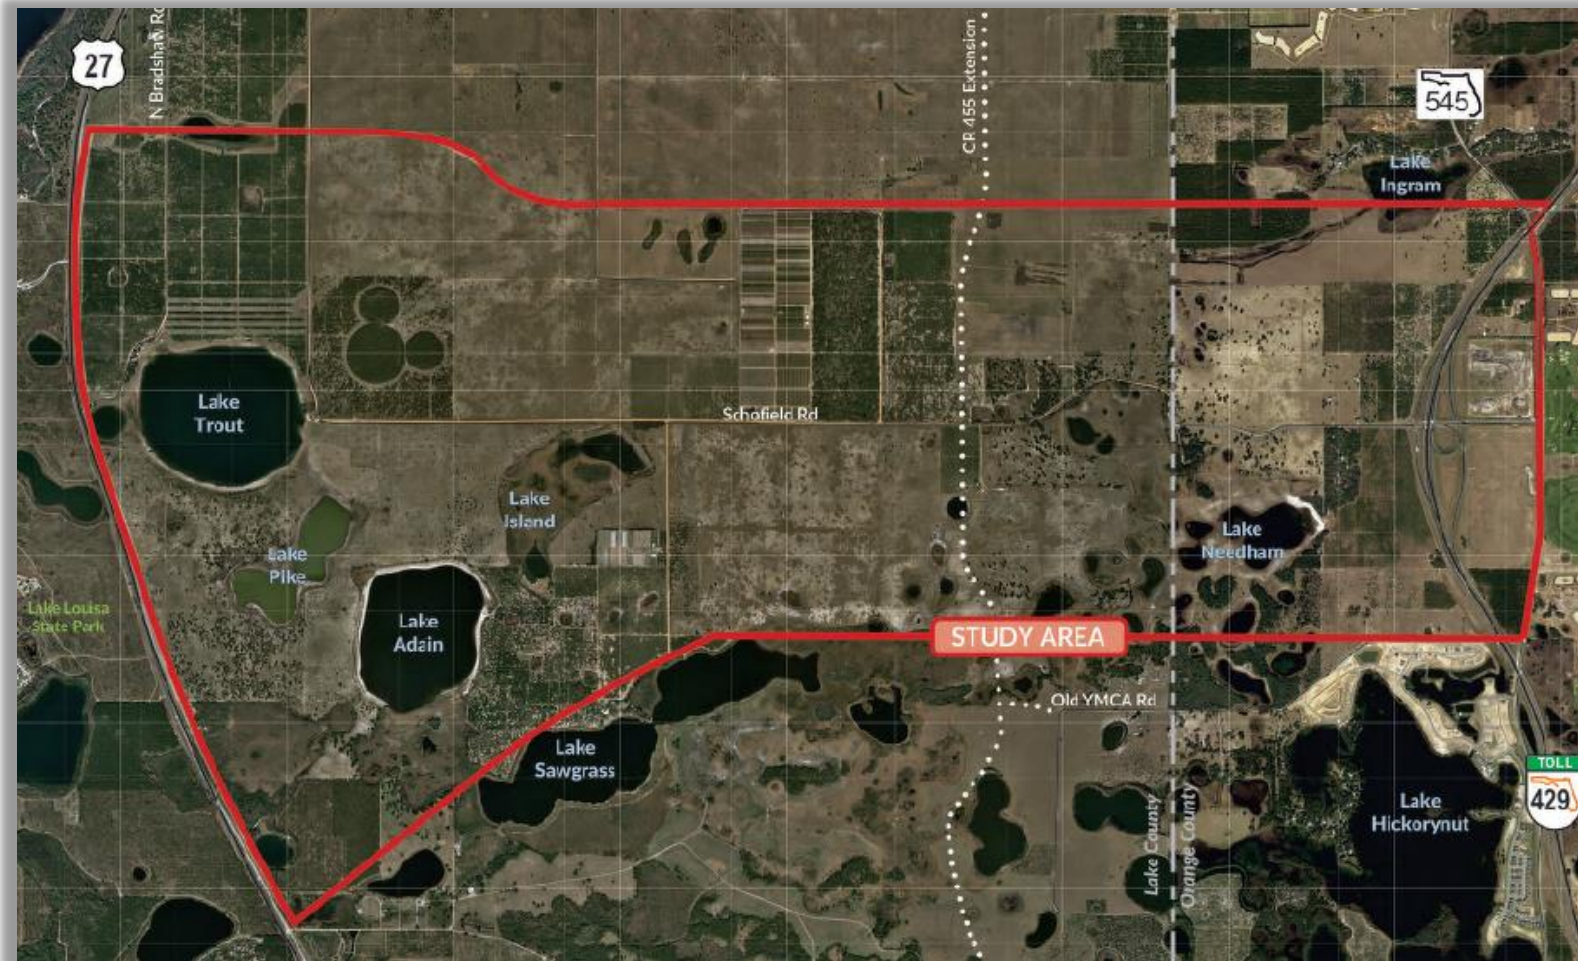 27
N Bradshaw Rd
CR 455 Extension
545
Lake
Ingram
Lake
Trout
Schofield Rd
Lake
Island
Lake
Needham
Lake
Pike
Lake Louisa
State Park
Lake
Adain
STUDY AREA
Old YMCA Rd
Lake
Sawgrass
TOLL
429
Lake
Hickorynut
Lake County
Orange County